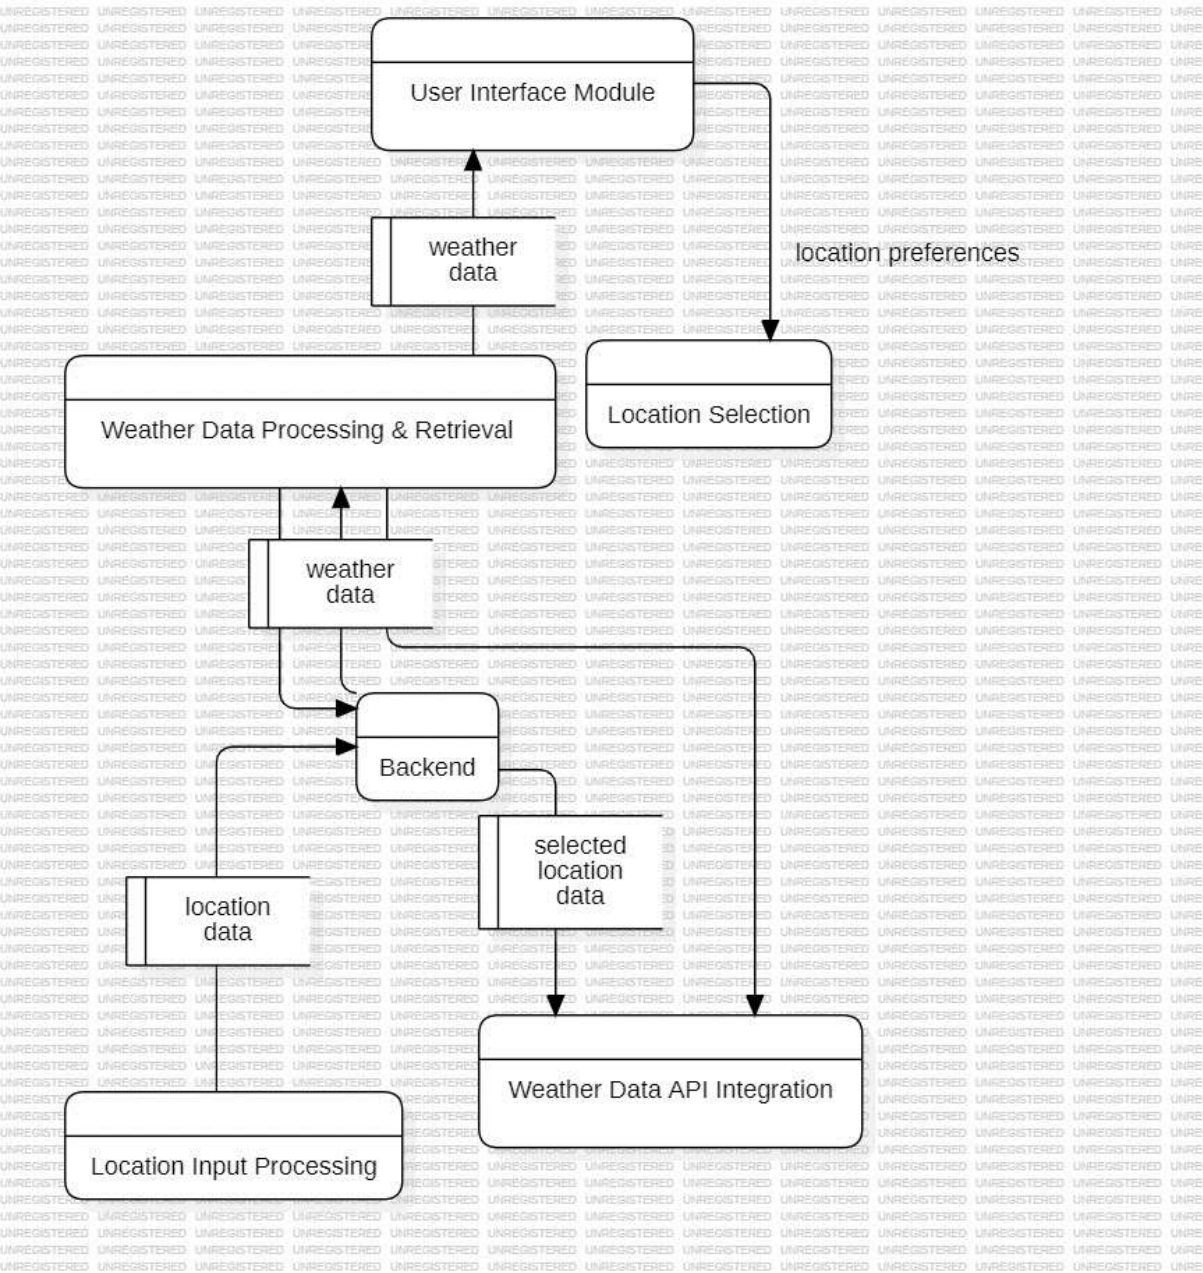 User Interface Module
weather
data
location preferences
Weather Data Processing & Retrieval
Location Selection
weather
data
Backend
selected
location
data
location
data
Weather Data API Integration
Location Input Processing
UNREGISTERED